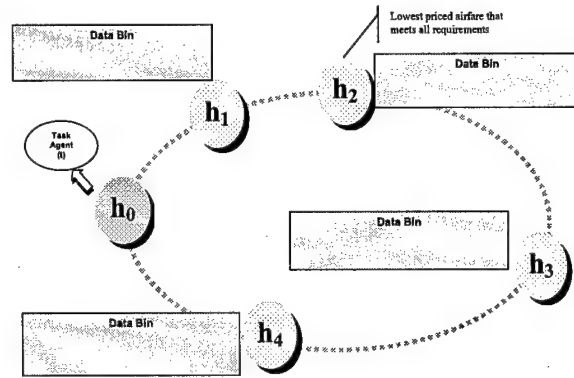 Data Bin
Lowest priced airfare that
meets all requirements
Data Bin
h2
h1
Task
Agent
(t)
h0
Data Bin
h3
Data Bin
h4